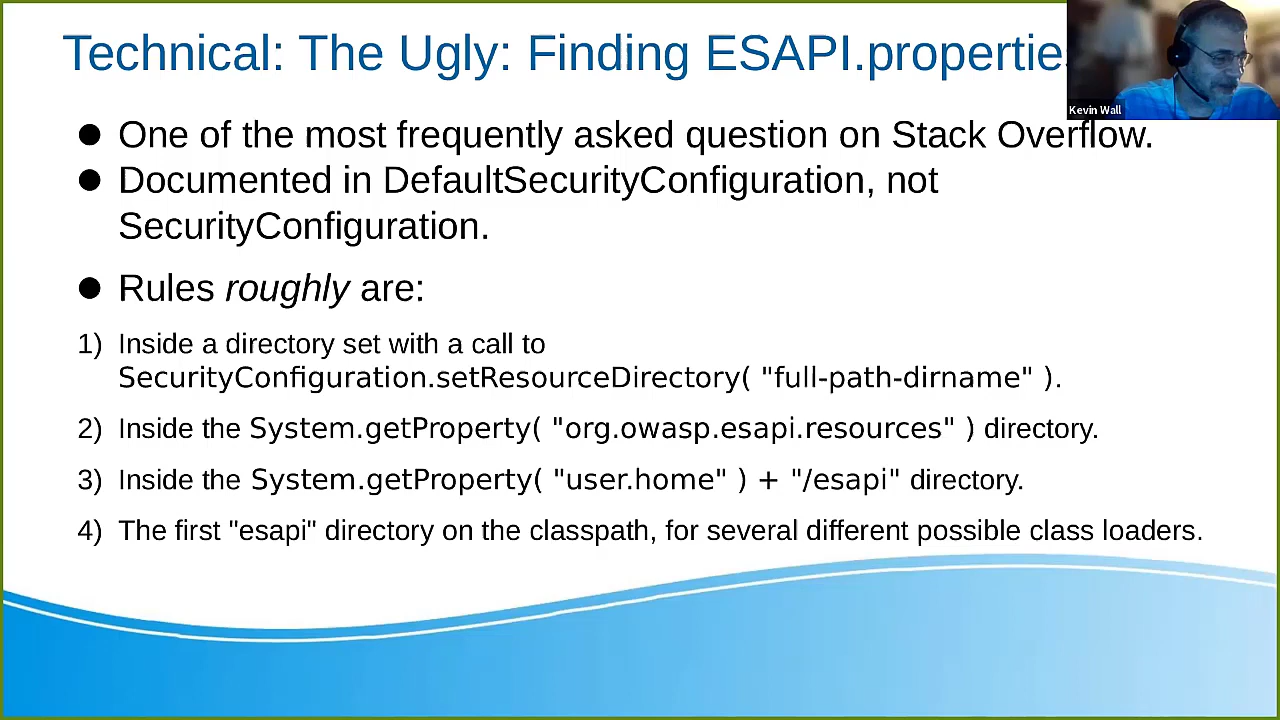 Technical: The Ugly: Finding ESAPI.properties
Kevin Wall
● One of the most frequently asked question on Stack Overflow.
● Documented in DefaultSecurityConfiguration, not
SecurityConfiguration.
● Rules roughly are:
1) Inside a directory set with a call to
SecurityConfiguration.setResourceDirectory( "full-path-dirname" ).
2) Inside the System.getProperty( "org.owasp.esapi.resources" ) directory.
3) Inside the System.getProperty( "user.home" ) + "/esapi" directory.
4) The first "esapi" directory on the classpath, for several different possible class loaders.